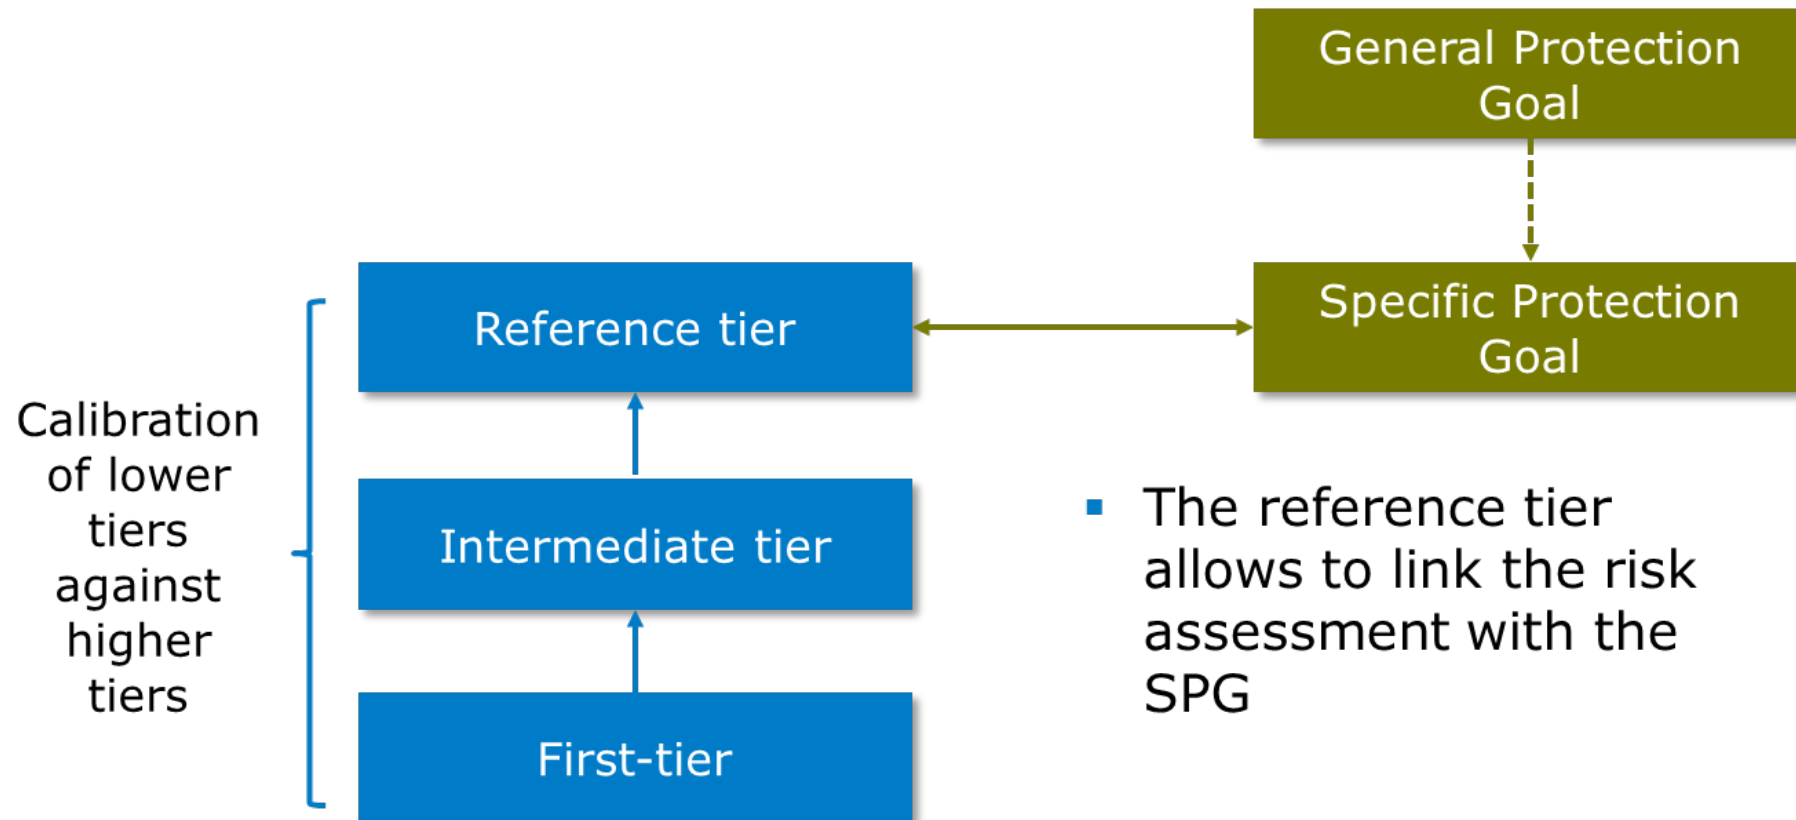 General Protection
Goal
Reference tier
Specific Protection
Goal
Calibration
of lower
tiers
against
higher
tiers
Intermediate tier
First-tier
▪ The reference tier
allows to link the risk
assessment with the
SPG